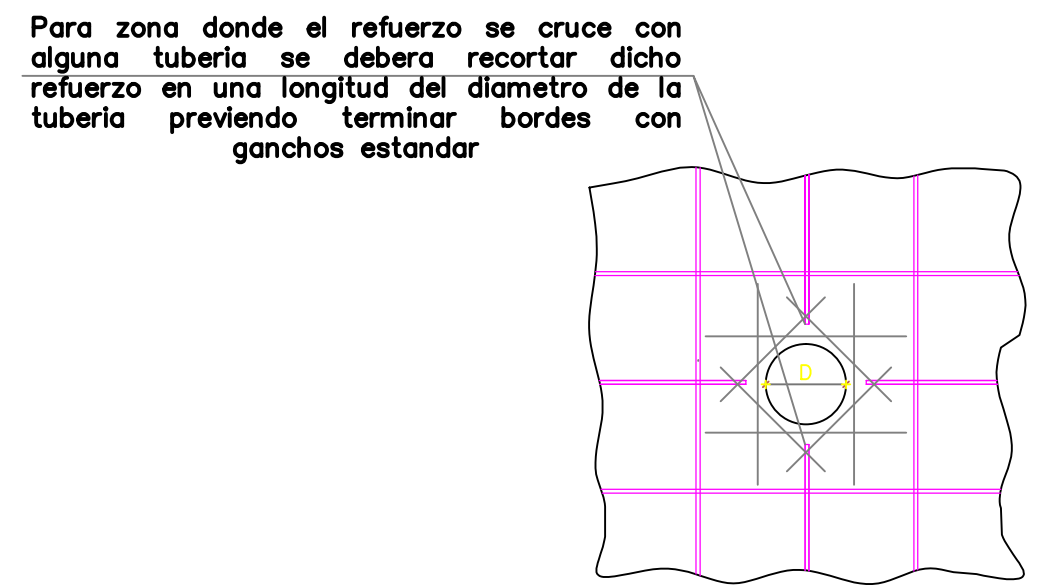 Para zona donde el refuerzo se cruce con
alguna tuberia se debera recortar dicho
refuerzo en una longitud del diametro de la
tuberia previendo terminar bordes con
ganchos estandar
D